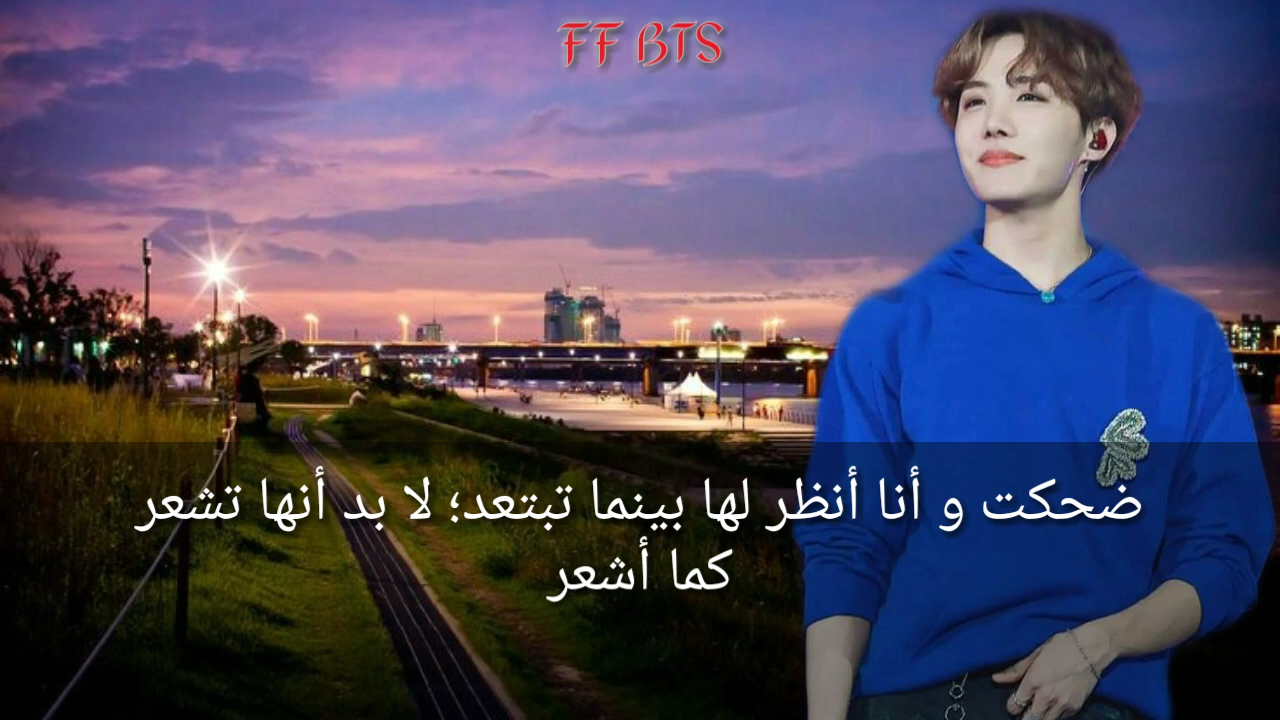 FF BTS
ضحكت و أنا أنظر لها بينما تبتعد؛ لا بد أنها تشعر
كما أشعر